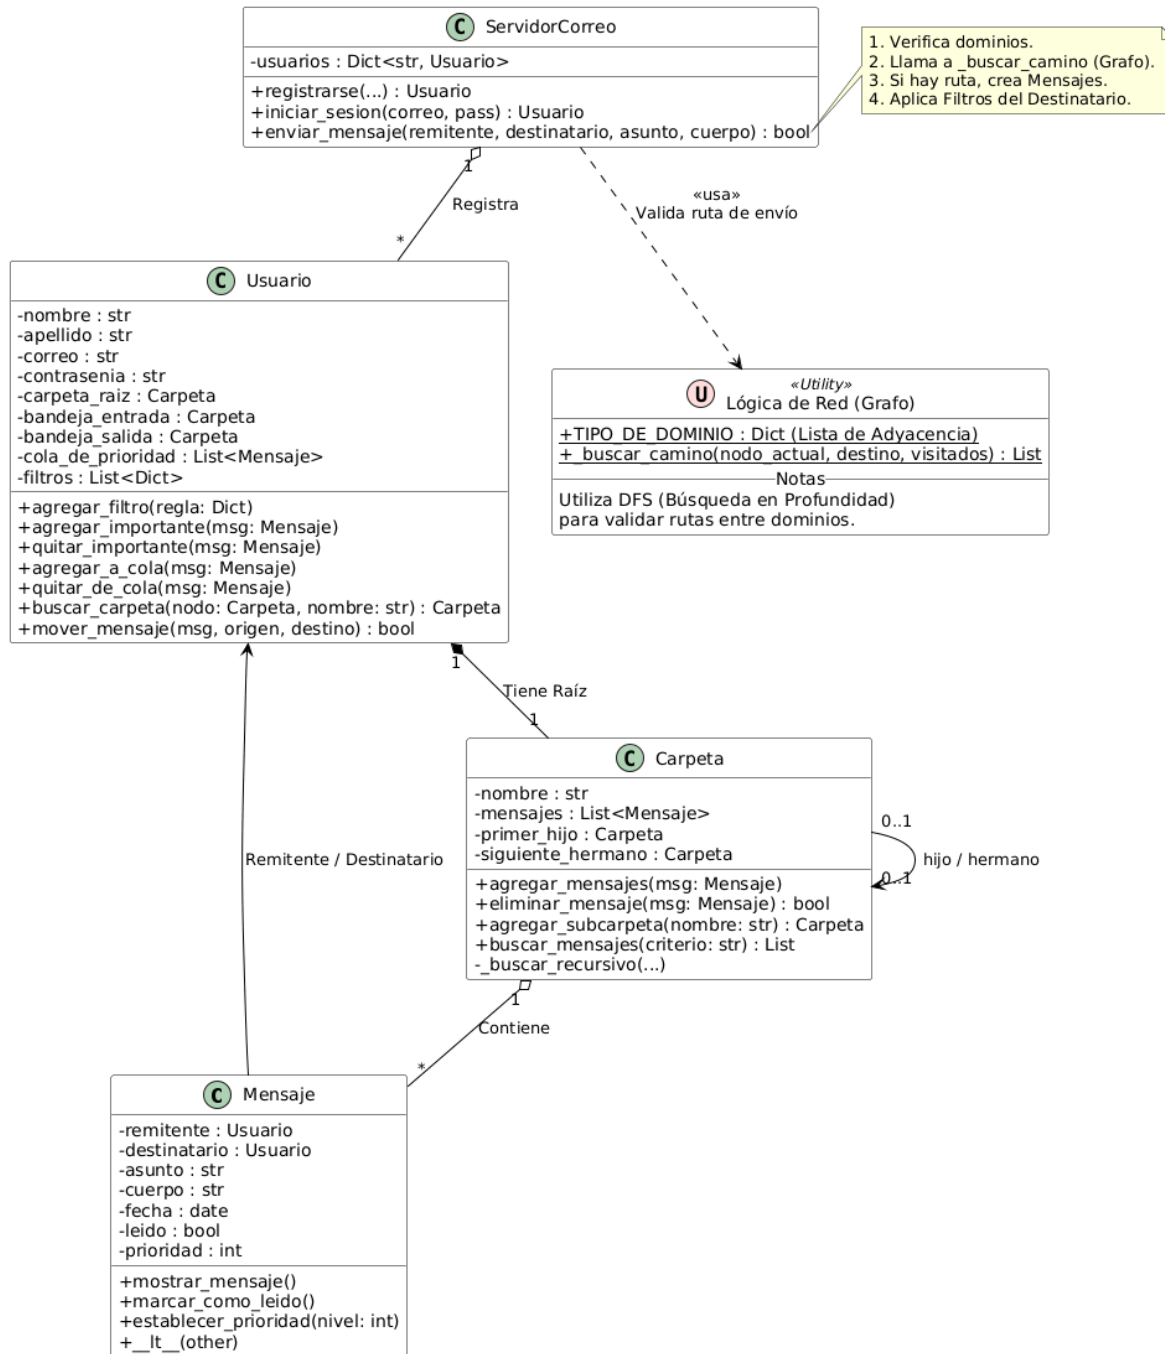 C ServidorCorreo
-usuarios : Dict<str, Usuario>
+registrarse(...) : Usuario
+iniciar_sesion(correo, pass) : Usuario
+enviar_mensaje(remitente, destinatario, asunto, cuerpo) : bool
1. Verifica dominios.
2. Llama a _buscar_camino (Grafo).
3. Si hay ruta, crea Mensajes.
4. Aplica Filtros del Destinatario.
1
Registra
*
«usa»
Valida ruta de envío
C Usuario
-nombre : str
-apellido : str
-correo : str
-contrasenia : str
-carpeta_raiz : Carpeta
-bandeja_entrada : Carpeta
-bandeja_salida : Carpeta
-cola_de_prioridad : List<Mensaje>
-filtros : List<Dict>
+agregar_filtro(regla: Dict)
+agregar_importante(msg: Mensaje)
+quitar_importante(msg: Mensaje)
+agregar_a_cola(msg: Mensaje)
+quitar_de_cola(msg: Mensaje)
+buscar_carpeta(nodo: Carpeta, nombre: str) : Carpeta
+mover_mensaje(msg, origen, destino) : bool
U «Utility»
Lógica de Red (Grafo)
+TIPO_DE_DOMINIO : Dict (Lista de Adyacencia)
+_buscar_camino(nodo_actual, destino, visitados) : List
Notas
Utiliza DFS (Búsqueda en Profundidad)
para validar rutas entre dominios.
1
Tiene Raíz
1
Remitente / Destinatario
C Carpeta
-nombre : str
-mensajes : List<Mensaje>
-primer_hijo : Carpeta
-siguiente_hermano : Carpeta
+agregar_mensajes(msg: Mensaje)
+eliminar_mensaje(msg: Mensaje) : bool
+agregar_subcarpeta(nombre: str) : Carpeta
+buscar_mensajes(criterio: str) : List
-_buscar_recursivo(...)
0..1
hijo / hermano
0..1
1
Contiene
*
C Mensaje
-remitente : Usuario
-destinatario : Usuario
-asunto : str
-cuerpo : str
-fecha : date
-leido : bool
-prioridad : int
+mostrar_mensaje()
+marcar_como_leido()
+establecer_prioridad(nivel: int)
+__lt__(other)